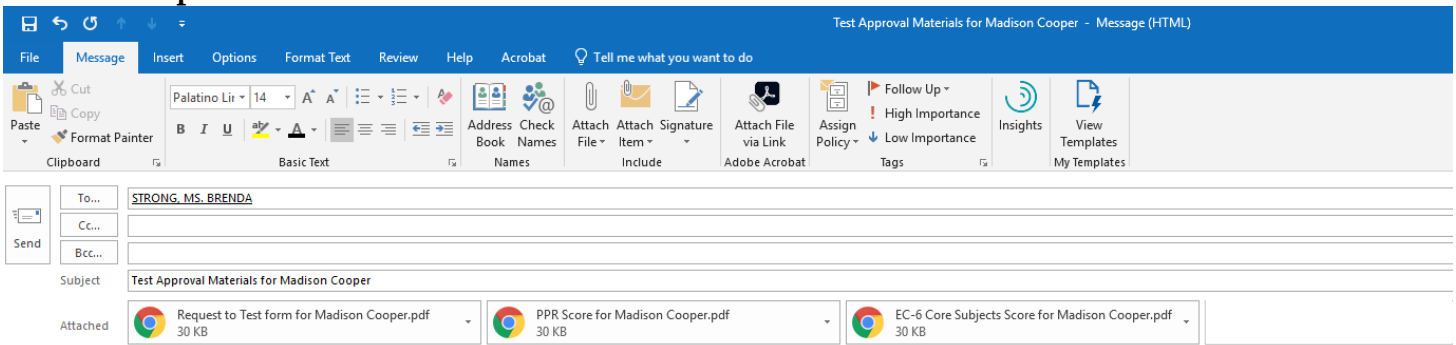 Test Approval Materials for Madison Cooper - Message (HTML)
File Message Insert Options Format Text Review Help Acrobat Tell me what you want to do
Paste
Cut
Copy
Format Painter
Clipboard
Palatino Lir 14
B I U
Basic Text
Address Book
Check Names
Names
Attach File
Attach Item
Signature
Include
Attach File via Link
Adobe Acrobat
Assign Policy
Follow Up
High Importance
Low Importance
Tags
Insights
View Templates
My Templates
Send
To... STRONG, MS. BRENDA
Cc...
Bcc...
Subject Test Approval Materials for Madison Cooper
Attached
Request to Test form for Madison Cooper.pdf
30 KB
PPR Score for Madison Cooper.pdf
30 KB
EC-6 Core Subjects Score for Madison Cooper.pdf
30 KB